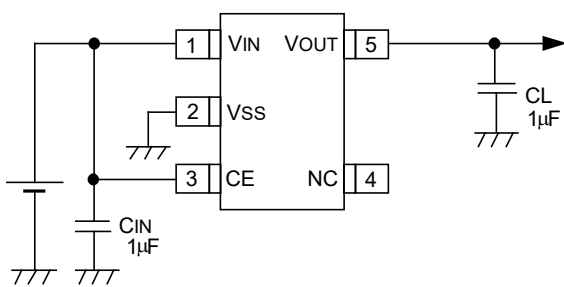 1 VIN VOUT 5
2 VSS
3 CE NC 4
CIN
1μF
CL
1μF